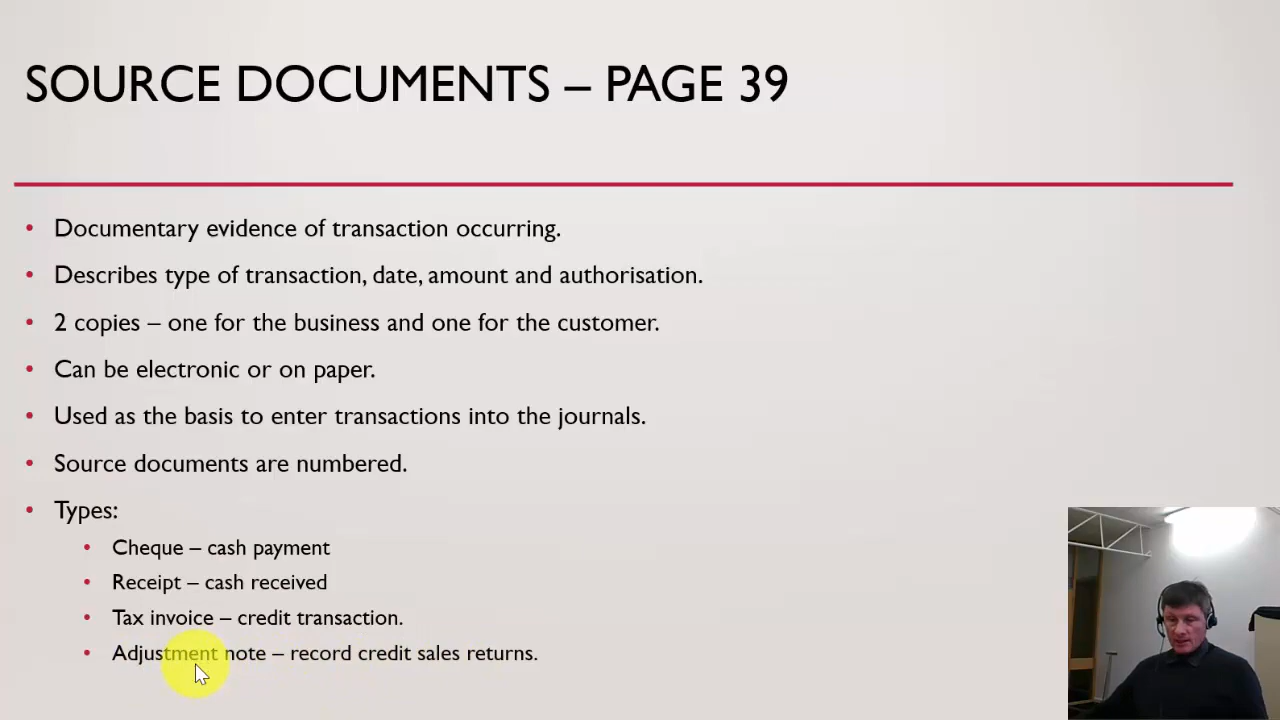 SOURCE DOCUMENTS – PAGE 39
• Documentary evidence of transaction occurring.
• Describes type of transaction, date, amount and authorisation.
• 2 copies – one for the business and one for the customer.
• Can be electronic or on paper.
• Used as the basis to enter transactions into the journals.
• Source documents are numbered.
• Types:
• Cheque – cash payment
• Receipt – cash received
• Tax invoice – credit transaction.
• Adjustment note – record credit sales returns.